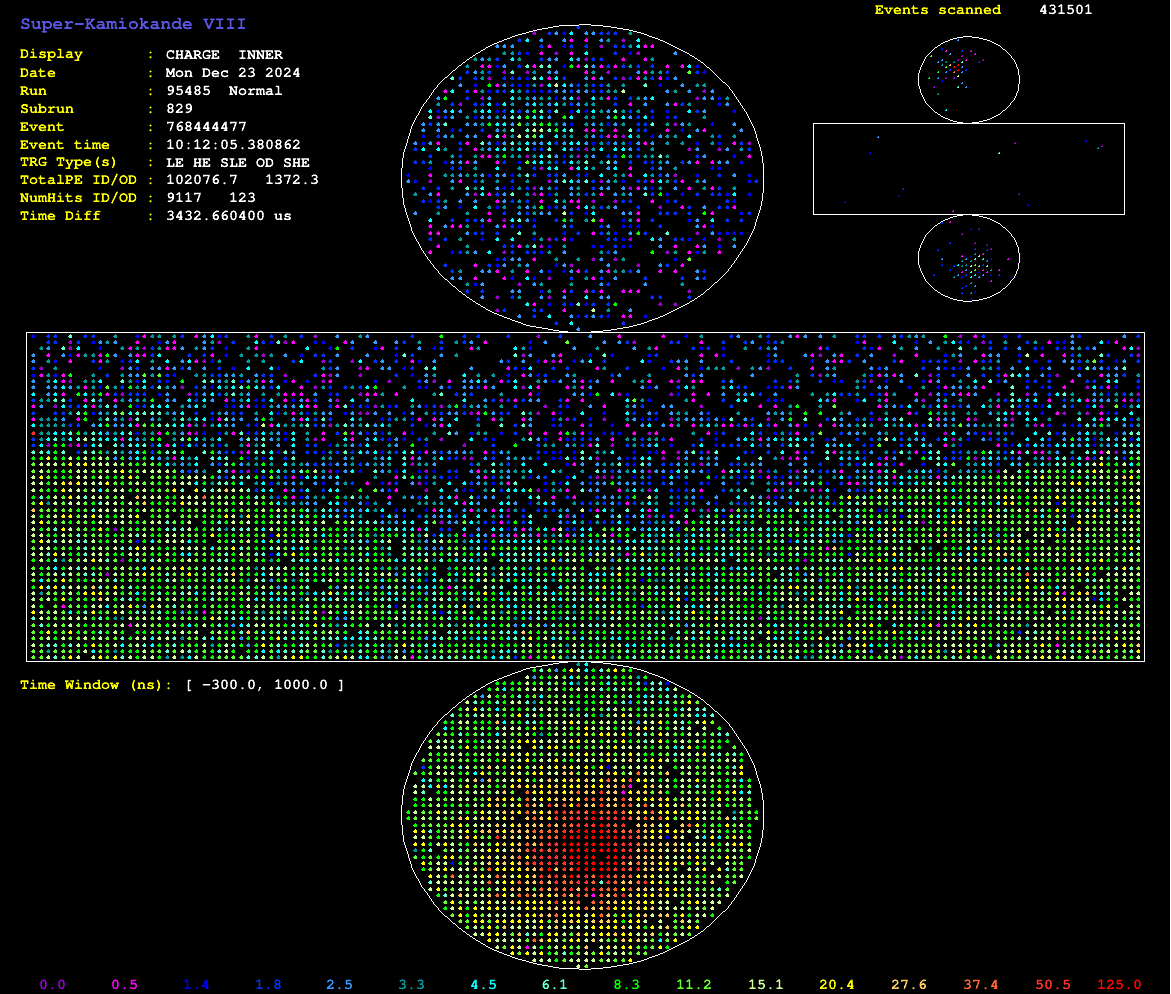 Super-Kamiokande VIII
Events scanned 431501
Display : CHARGE INNER
Date : Mon Dec 23 2024
Run : 95485 Normal
Subrun : 829
Event : 768444477
Event time : 10:12:05.380862
TRG Type(s) : LE HE SLE OD SHE
TotalPE ID/OD : 102076.7 1372.3
NumHits ID/OD : 9117 123
Time Diff : 3432.660400 us
Time Window (ns): [ −300.0, 1000.0 ]
0.0 0.5 1.4 1.8 2.5 3.3 4.5 6.1 8.3 11.2 15.1 20.4 27.6 37.4 50.5 125.0